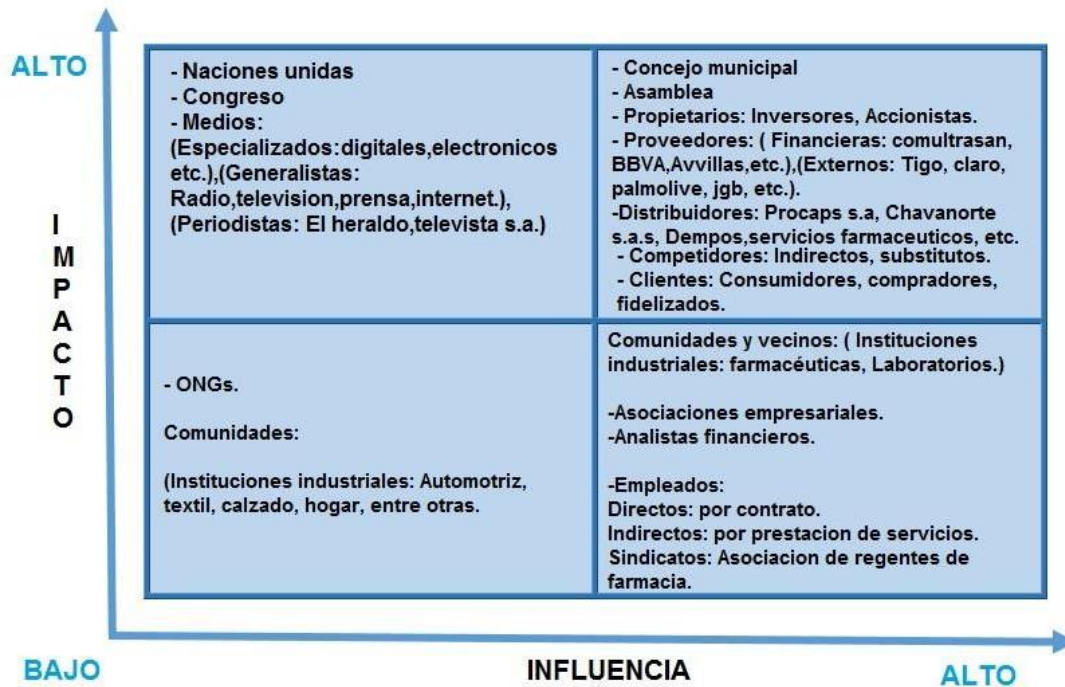 ALTO
I
M
P
A
C
T
O
- Naciones unidas
- Congreso
- Medios:
(Especializados:digitales,electronicos
etc.),(Generalistas:
Radio,television,prensa,internet.),
(Periodistas: El heraldo,televista s.a.)
- Concejo municipal
- Asamblea
- Propietarios: Inversores, Accionistas.
- Proveedores: ( Financieras: comultrasan,
BBVA,Avvillas,etc.),(Externos: Tigo, claro,
palmolive, jgb, etc.).
-Distribuidores: Procaps s.a, Chavanorte
s.a.s, Dempos,servicios farmaceuticos, etc.
- Competidores: Indirectos, substitutos.
- Clientes: Consumidores, compradores,
fidelizados.
- ONGs.
Comunidades:
(Instituciones industriales: Automotriz,
textil, calzado, hogar, entre otras.
Comunidades y vecinos: ( Instituciones
industriales: farmacéuticas, Laboratorios.)
-Asociaciones empresariales.
-Analistas financieros.
-Empleados:
Directos: por contrato.
Indirectos: por prestacion de servicios.
Sindicatos: Asociacion de regentes de
farmacia.
BAJO
INFLUENCIA
ALTO